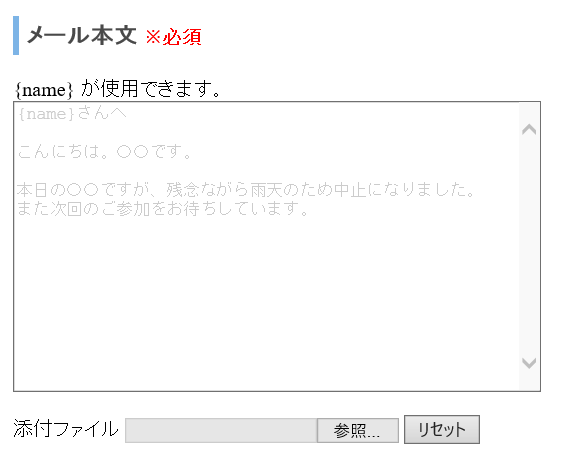 メール本文 ※必須
{name} が使用できます。
{name}さんへ
こんにちは。〇〇です。
本日の〇〇ですが、残念ながら雨天のため中止になりました。
また次回のご参加をお待ちしています。
添付ファイル 参照... リセット